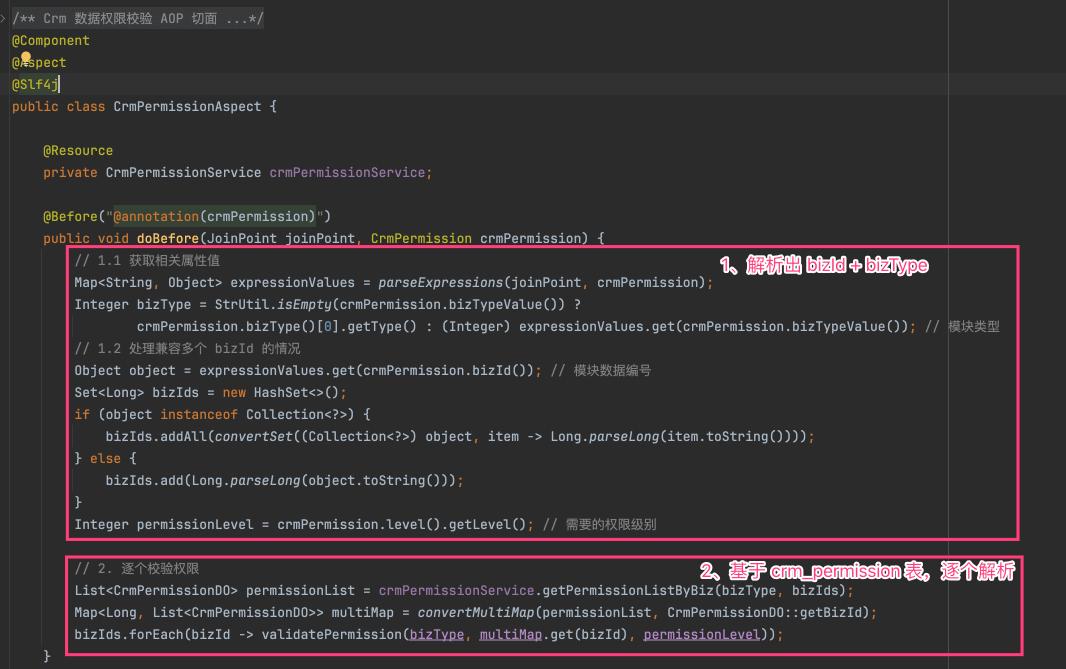 /** Crm 数据权限校验 AOP 切面 ...*/
@Component
@Aspect
@Slf4j
public class CrmPermissionAspect {
@Resource
private CrmPermissionService crmPermissionService;
@Before("@annotation(crmPermission)")
public void doBefore(JoinPoint joinPoint, CrmPermission crmPermission) {
// 1.1 获取相关属性值
1、解析出 bizId + bizType
Map<String, Object> expressionValues = parseExpressions(joinPoint, crmPermission);
Integer bizType = StrUtil.isEmpty(crmPermission.bizTypeValue()) ?
crmPermission.bizType()[0].getType() : (Integer) expressionValues.get(crmPermission.bizTypeValue()); // 模块类型
// 1.2 处理兼容多个 bizId 的情况
Object object = expressionValues.get(crmPermission.bizId()); // 模块数据编号
Set<Long> bizIds = new HashSet<>();
if (object instanceof Collection<?>) {
bizIds.addAll(convertSet((Collection<?>) object, item -> Long.parseLong(item.toString())));
} else {
bizIds.add(Long.parseLong(object.toString()));
}
Integer permissionLevel = crmPermission.level().getLevel(); // 需要的权限级别
// 2. 逐个校验权限
2、基于 crm_permission 表，逐个解析
List<CrmPermissionDO> permissionList = crmPermissionService.getPermissionListByBiz(bizType, bizIds);
Map<Long, List<CrmPermissionDO>> multiMap = convertMultiMap(permissionList, CrmPermissionDO::getBizId);
bizIds.forEach(bizId -> validatePermission(bizType, multiMap.get(bizId), permissionLevel));
}